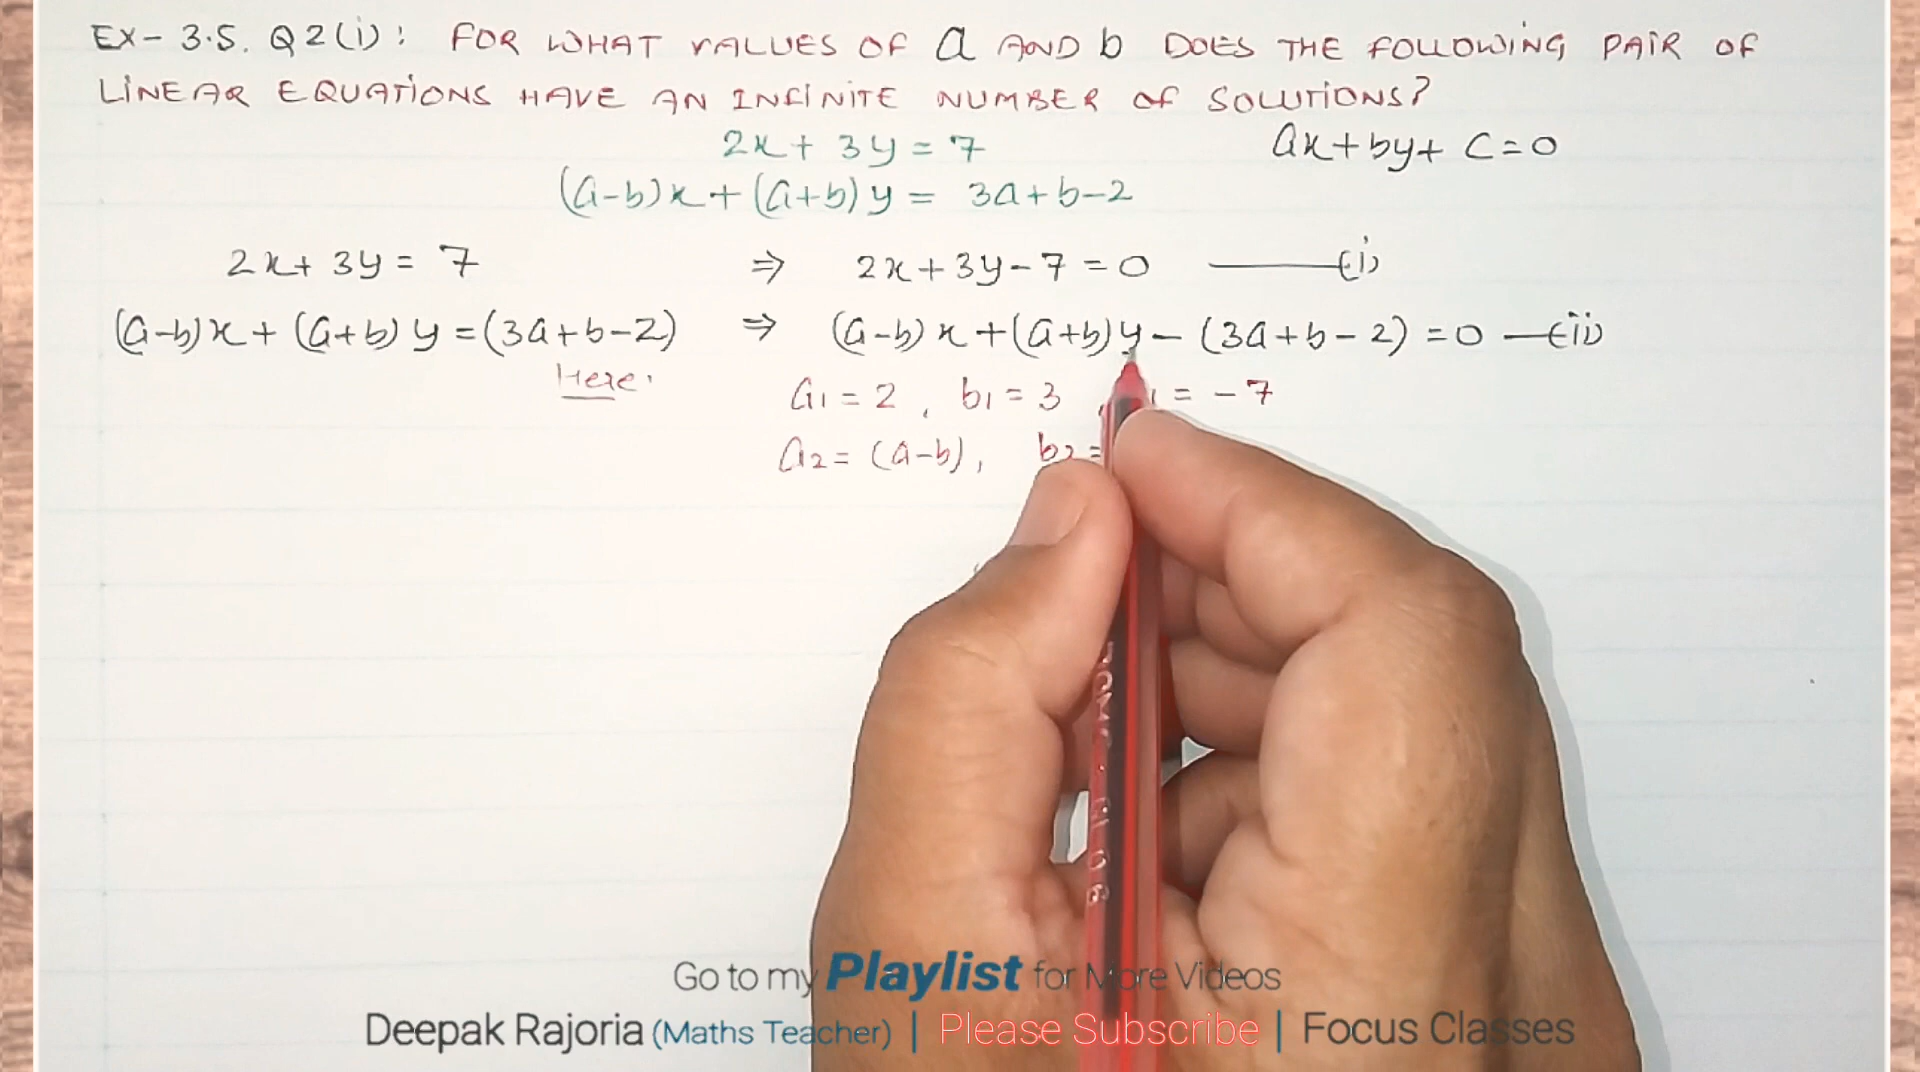 EX- 3.5. Q2(i): FOR WHAT VALUES OF a AND b DOES THE FOLLOWING PAIR OF
LINEAR EQUATIONS HAVE AN INFINITE NUMBER OF SOLUTIONS?
2x + 3y = 7
ax+by+ c=0
(a-b)x+(a+b)y = 3a+b-2
2x+ 3y = 7 ⇒ 2x+3y-7=0 —(i)
(a-b)x+(a+b)y=(3a+b-2) ⇒ (a-b)x+(a+b)y-(3a+b-2)=0 —(ii)
Here.
a1 = 2, b1 = 3, 1 = -7
a2 = (a-b), b2=
Go to my Playlist for More Videos
Deepak Rajoria (Maths Teacher) | Please Subscribe | Focus Classes